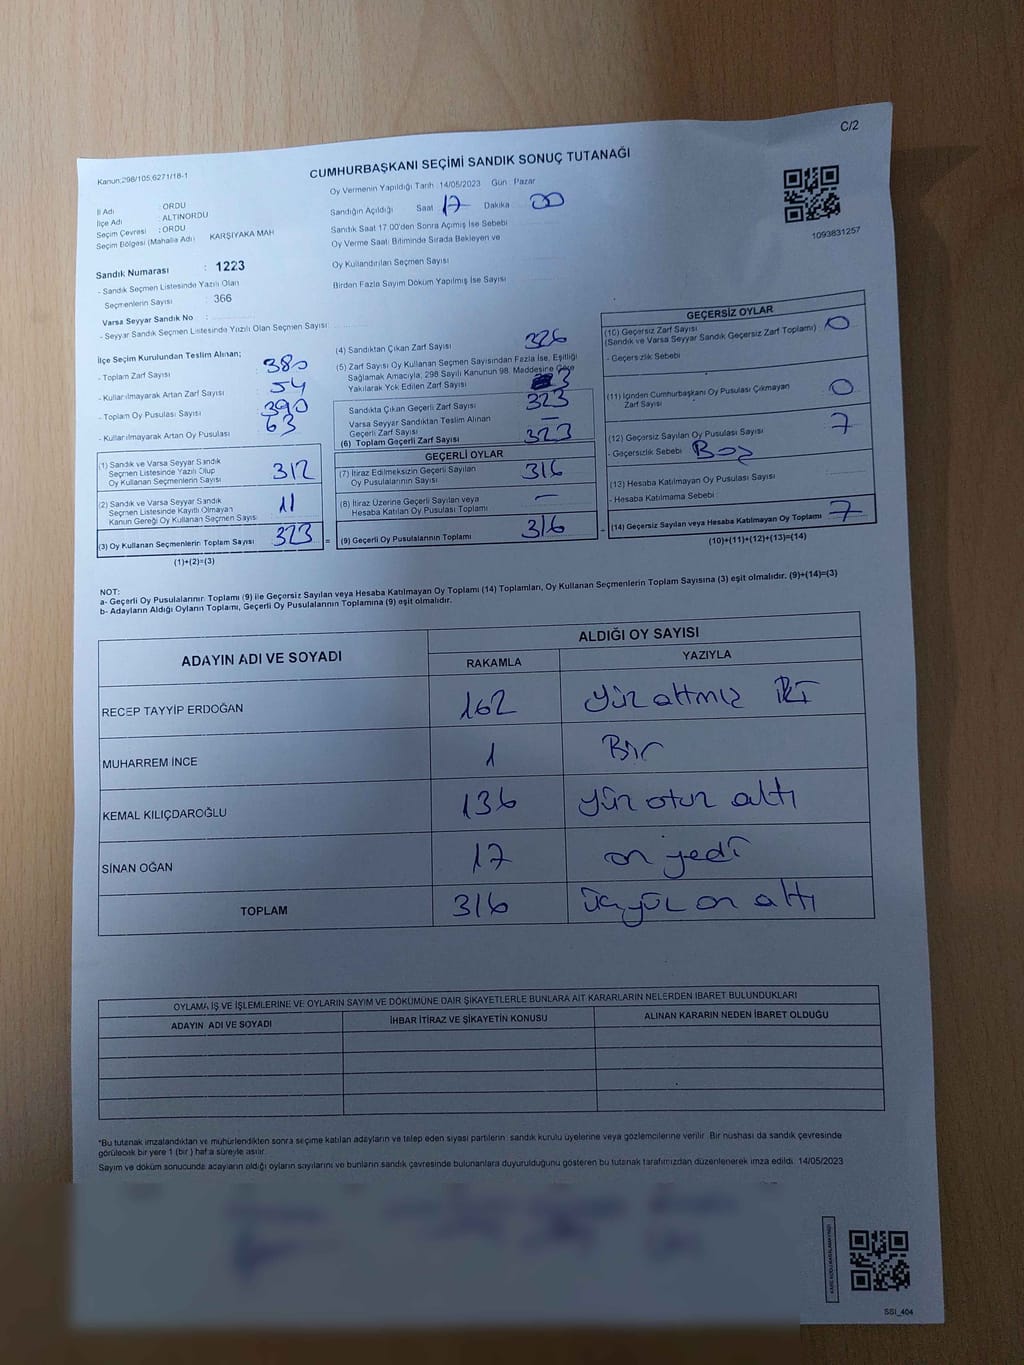 C/2
Kanun:298/105,6271/18-1
CUMHURBAŞKANI SEÇİMİ SANDIK SONUÇ TUTANAĞI
Oy Vermenin Yapıldığı Tarih :14/05/2023 Gün : Pazar
İl Adı : ORDU
İlçe Adı : ALTINORDU
Seçim Çevresi : ORDU
Seçim Bölgesi (Mahalle Adı) KARŞIYAKA MAH
Sandığın Açıldığı Saat 17 Dakika 00
Sandık Saat 17:00'den Sonra Açılmış İse Sebebi
Oy Verme Saati Bitiminde Sırada Bekleyen ve
Oy Kullandırılan Seçmen Sayısı
Birden Fazla Sayım Döküm Yapılmış İse Sayısı
1093831257
Sandık Numarası : 1223
- Sandık Seçmen Listesinde Yazılı Olan
Seçmenlerin Sayısı : 366
Varsa Seyyar Sandık No :
- Seyyar Sandık Seçmen Listesinde Yazılı Olan Seçmen Sayısı:
İlçe Seçim Kurulundan Teslim Alınan;
- Toplam Zarf Sayısı : 380
- Kullanılmayarak Artan Zarf Sayısı : 54
- Toplam Oy Pusulası Sayısı : 390
- Kullanılmayarak Artan Oy Pusulası : 63
(1) Sandık ve Varsa Seyyar Sandık
Seçmen Listesinde Yazılı Olup
Oy Kullanan Seçmenlerin Sayısı 312
(2) Sandık ve Varsa Seyyar Sandık
Seçmen Listesinde Kayıtlı Olmayan
Kanun Gereği Oy Kullanan Seçmen Sayısı 11
(3) Oy Kullanan Seçmenlerin Toplam Sayısı 323 =
(1)+(2)=(3)
(4) Sandıktan Çıkan Zarf Sayısı 326
(5) Zarf Sayısı Oy Kullanan Seçmen Sayısından Fazla İse, Eşitliği
Sağlamak Amacıyla, 298 Sayılı Kanunun 98. Maddesine Göre
Yakılarak Yok Edilen Zarf Sayısı 3
Sandıkta Çıkan Geçerli Zarf Sayısı 323
Varsa Seyyar Sandıktan Teslim Alınan
Geçerli Zarf Sayısı —
(6) Toplam Geçerli Zarf Sayısı 323
GEÇERLİ OYLAR
(7) İtiraz Edilmeksizin Geçerli Sayılan
Oy Pusulalarının Sayısı 316
(8) İtiraz Üzerine Geçerli Sayılan veya
Hesaba Katılan Oy Pusulası Toplamı —
(9) Geçerli Oy Pusulalarının Toplamı 316
GEÇERSİZ OYLAR
(10) Geçersiz Zarf Sayısı
(Sandık ve Varsa Seyyar Sandık Geçersiz Zarf Toplamı) 0
- Geçersizlik Sebebi
(11) İçinden Cumhurbaşkanı Oy Pusulası Çıkmayan
Zarf Sayısı 0
(12) Geçersiz Sayılan Oy Pusulası Sayısı 7
- Geçersizlik Sebebi Boş
(13) Hesaba Katılmayan Oy Pusulası Sayısı
- Hesaba Katılmama Sebebi :
(14) Geçersiz Sayılan veya Hesaba Katılmayan Oy Toplamı 7
(10)+(11)+(12)+(13)=(14)
NOT:
a- Geçerli Oy Pusulalarının Toplamı (9) ile Geçersiz Sayılan veya Hesaba Katılmayan Oy Toplamı (14) Toplamları, Oy Kullanan Seçmenlerin Toplam Sayısına (3) eşit olmalıdır. (9)+(14)=(3)
b- Adayların Aldığı Oyların Toplamı, Geçerli Oy Pusulalarının Toplamına (9) eşit olmalıdır.
ADAYIN ADI VE SOYADI
ALDIĞI OY SAYISI
RAKAMLA YAZIYLA
RECEP TAYYİP ERDOĞAN 162 Yüz altmış İKİ
MUHARREM İNCE 1 Bir
KEMAL KILIÇDAROĞLU 136 yüz otuz altı
SİNAN OĞAN 17 on yedi
TOPLAM 316 üçyüz on altı
OYLAMA İŞ VE İŞLEMLERİNE VE OYLARIN SAYIM VE DÖKÜMÜNE DAİR ŞİKAYETLERLE BUNLARA AİT KARARLARIN NELERDEN İBARET BULUNDUKLARI
ADAYIN ADI VE SOYADI İHBAR İTİRAZ VE ŞİKAYETİN KONUSU ALINAN KARARIN NEDEN İBARET OLDUĞU
*Bu tutanak imzalandıktan ve mühürlendikten sonra seçime katılan adayların ve talep eden siyasi partilerin sandık kurulu üyelerine veya gözlemcilerine verilir. Bir nüshası da sandık çevresinde
görülecek bir yere 1 (bir) hafta süreyle asılır.
Sayım ve döküm sonucunda adayların aldığı oyların sayılarını ve bunların sandık çevresinde bulunanlara duyurulduğunu gösteren bu tutanak tarafımızdan düzenlenerek imza edildi. 14/05/2023
SSI_404